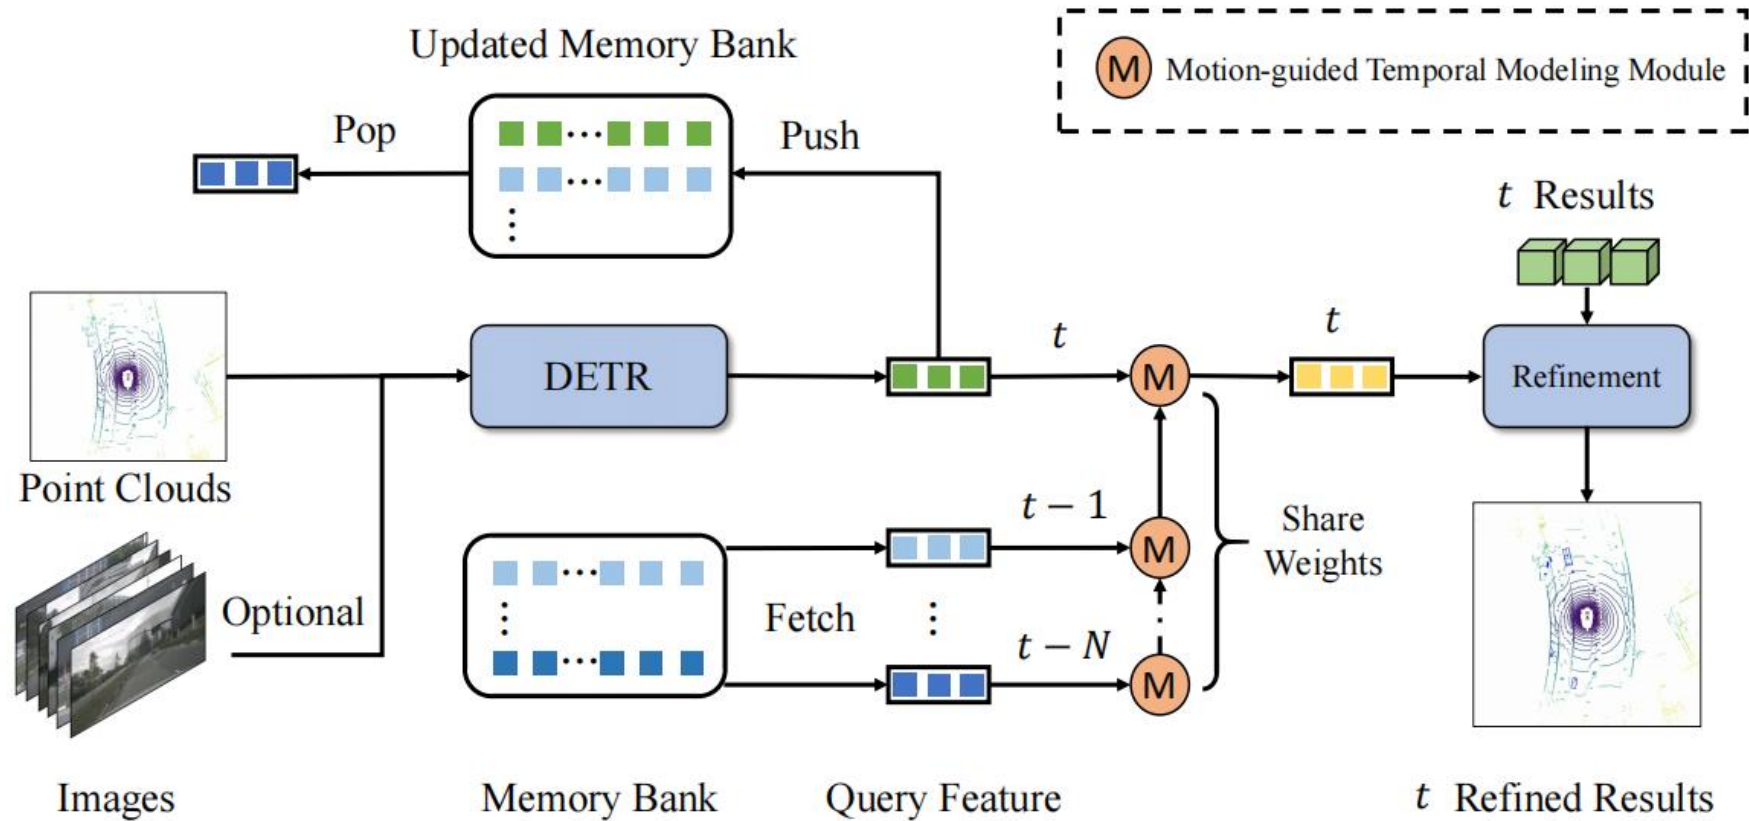 Updated Memory Bank
M Motion-guided Temporal Modeling Module
Pop
Push
t Results
DETR
t
M
t
Refinement
Point Clouds
t − 1
M
Share
Weights
Optional
Fetch
t − N
M
Images
Memory Bank
Query Feature
t Refined Results